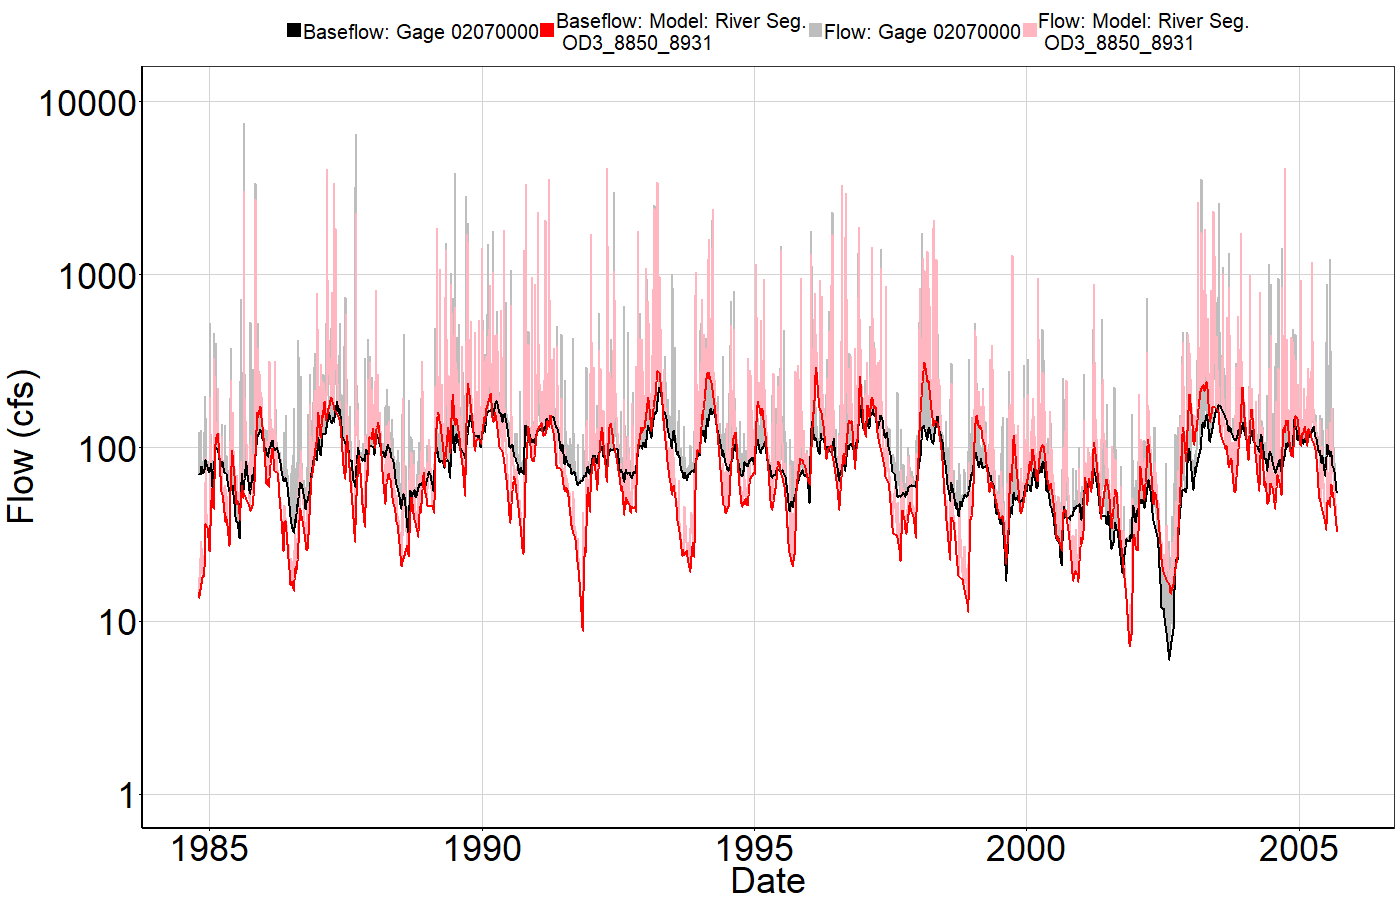 Baseflow: Gage 02070000
Baseflow: Model: River Seg.
OD3_8850_8931
Flow: Gage 02070000
Flow: Model: River Seg.
OD3_8850_8931
Flow (cfs)
10000
1000
100
10
1
1985
1990
1995
2000
2005
Date